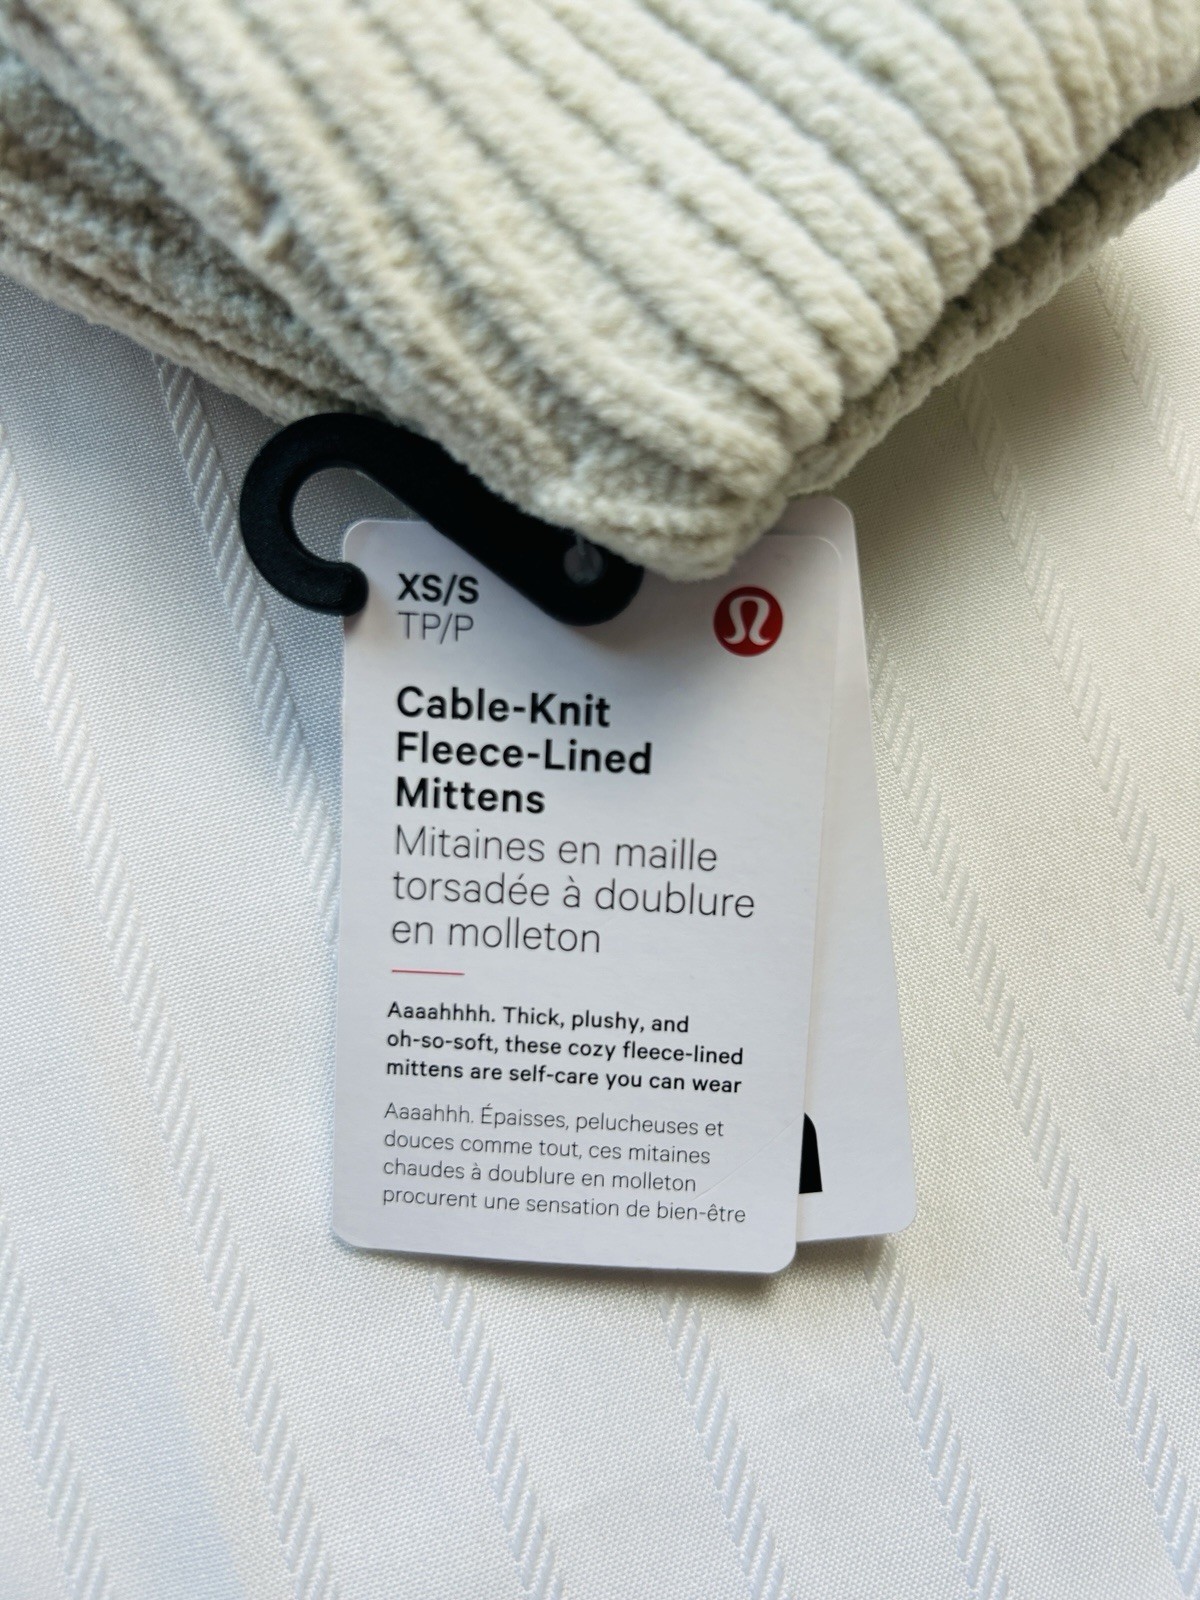 XS/S
TP/P
Cable-Knit
Fleece-Lined
Mittens
Mitaines en maille
torsadée à doublure
en molleton
Aaaahhhh. Thick, plushy, and
oh-so-soft, these cozy fleece-lined
mittens are self-care you can wear
Aaaahhh. Épaisses, pelucheuses et
douces comme tout, ces mitaines
chaudes à doublure en molleton
procurent une sensation de bien-être